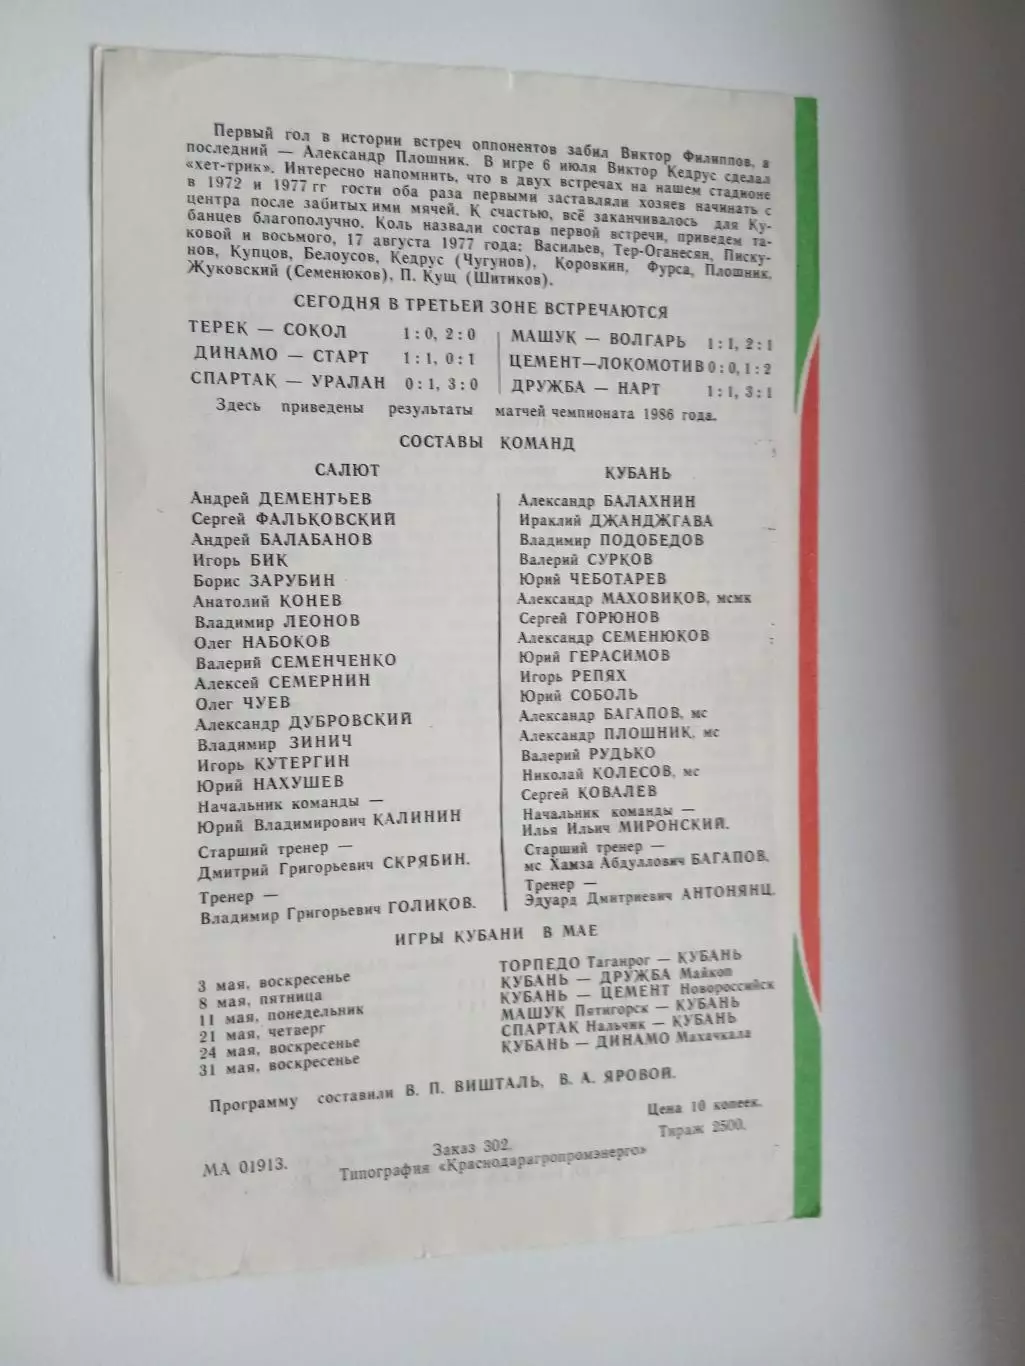 Первый гол в истории встреч оппонентов забил Виктор Филиппов, а
последний — Александр Плошник. В игре 6 июля Виктор Кедрус сделал
«хет-трик». Интересно напомнить, что в двух встречах на нашем стадионе
в 1972 и 1977 гг гости оба раза первыми заставляли хозяев начинать с
центра после забитых ими мячей. К счастью, всё заканчивалось для Ку-
банцев благополучно. Коль назвали состав первой встречи, приведем та-
ковой и восьмого, 17 августа 1977 года: Васильев, Тер-Оганесян, Писку-
нов, Купцов, Белоусов, Кедрус (Чугунов), Коровкин, Фурса, Плошник,
Жуковский (Семенюков), П. Кущ (Шитиков).
СЕГОДНЯ В ТРЕТЬЕЙ ЗОНЕ ВСТРЕЧАЮТСЯ
ТЕРЕК — СОКОЛ 1:0, 2:0
ДИНАМО — СТАРТ 1:1, 0:1
СПАРТАК — УРАЛАН 0:1, 3:0
МАШУК — ВОЛГАРЬ 1:1, 2:1
ЦЕМЕНТ—ЛОКОМОТИВ 0:0, 1:2
ДРУЖБА — НАРТ 1:1, 3:1
Здесь приведены результаты матчей чемпионата 1986 года.
СОСТАВЫ КОМАНД
САЛЮТ
Андрей ДЕМЕНТЬЕВ
Сергей ФАЛЬКОВСКИЙ
Андрей БАЛАБАНОВ
Игорь БИК
Борис ЗАРУБИН
Анатолий КОНЕВ
Владимир ЛЕОНОВ
Олег НАБОКОВ
Валерий СЕМЕНЧЕНКО
Алексей СЕМЕРНИН
Олег ЧУЕВ
Александр ДУБРОВСКИЙ
Владимир ЗИНИЧ
Игорь КУТЕРГИН
Юрий НАХУШЕВ
Начальник команды —
Юрий Владимирович КАЛИНИН
Старший тренер —
Дмитрий Григорьевич СКРЯБИН.
Тренер —
Владимир Григорьевич ГОЛИКОВ.
КУБАНЬ
Александр БАЛАХНИН
Ираклий ДЖАНДЖГАВА
Владимир ПОДОБЕДОВ
Валерий СУРКОВ
Юрий ЧЕБОТАРЕВ
Александр МАХОВИКОВ, мсмк
Сергей ГОРЮНОВ
Александр СЕМЕНЮКОВ
Юрий ГЕРАСИМОВ
Игорь РЕПЯХ
Юрий СОБОЛЬ
Александр БАГАПОВ, мс
Александр ПЛОШНИК, мс
Валерий РУДЬКО
Николай КОЛЕСОВ, мс
Сергей КОВАЛЕВ
Начальник команды —
Илья Ильич МИРОНСКИЙ.
Старший тренер —
мс Хамза Абдуллович БАГАПОВ.
Тренер —
Эдуард Дмитриевич АНТОНЯНЦ.
ИГРЫ КУБАНИ В МАЕ
3 мая, воскресенье ТОРПЕДО Таганрог — КУБАНЬ
8 мая, пятница КУБАНЬ — ДРУЖБА Майкоп
11 мая, понедельник КУБАНЬ — ЦЕМЕНТ Новороссийск
21 мая, четверг МАШУК Пятигорск — КУБАНЬ
24 мая, воскресенье СПАРТАК Нальчик — КУБАНЬ
31 мая, воскресенье КУБАНЬ — ДИНАМО Махачкала
Программу составили В. П. ВИШТАЛЬ, В. А. ЯРОВОЙ.
Цена 10 копеек.
Тираж 2500.
МА 01913.
Заказ 302.
Типография «Краснодарагропромэнерго»